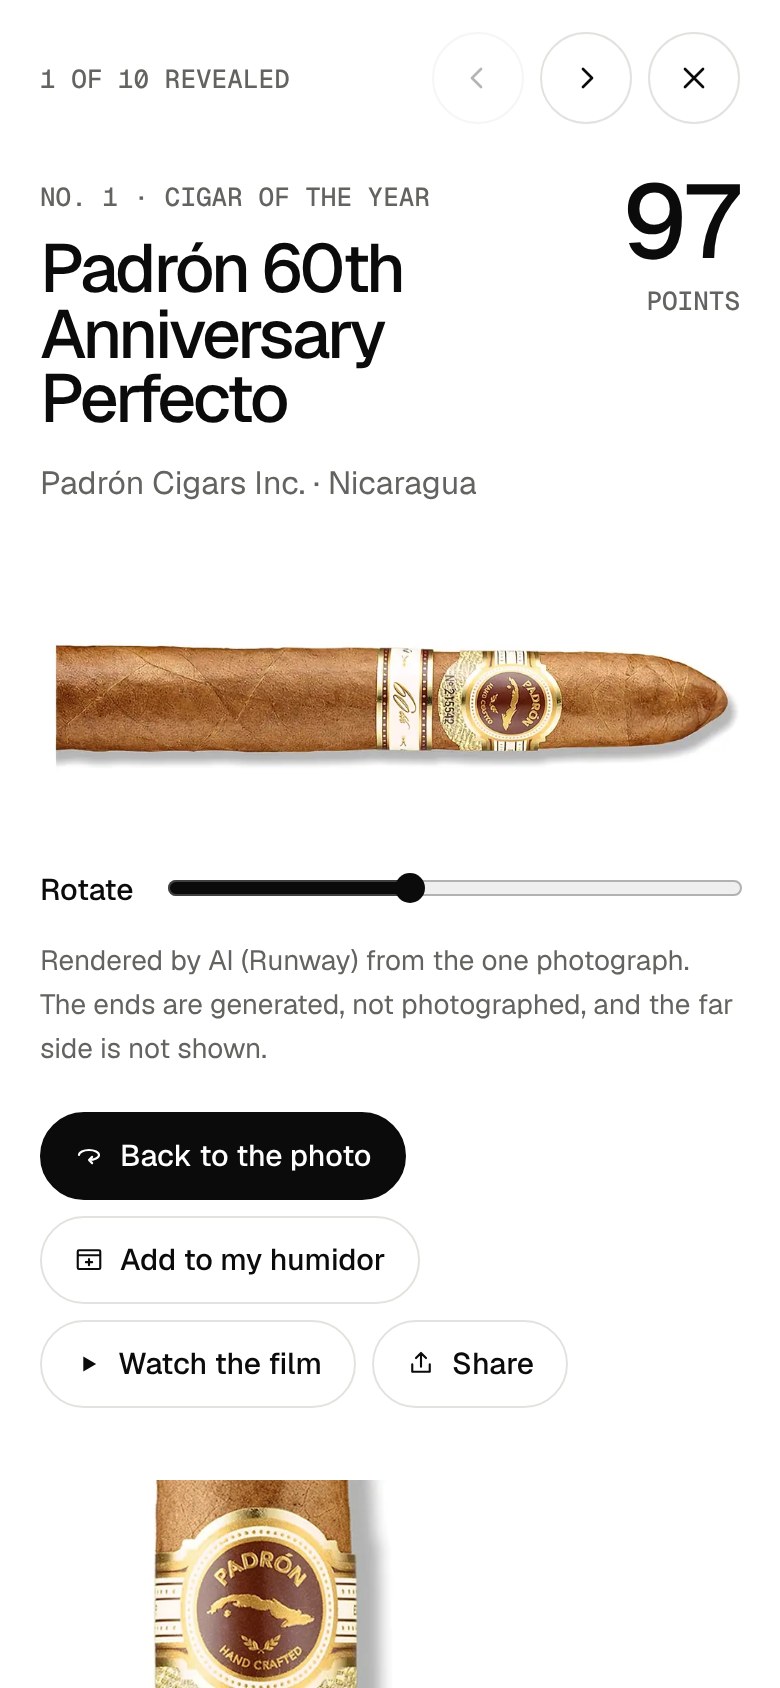 1 OF 10 REVEALED
NO. 1 · CIGAR OF THE YEAR
97
POINTS
Padrón 60th
Anniversary
Perfecto
Padrón Cigars Inc. · Nicaragua
60th
PADRÓN
HAND CRAFTED
Rotate
Rendered by AI (Runway) from the one photograph.
The ends are generated, not photographed, and the far
side is not shown.
Back to the photo
Add to my humidor
Watch the film
Share
PADRÓN
HAND CRAFTED